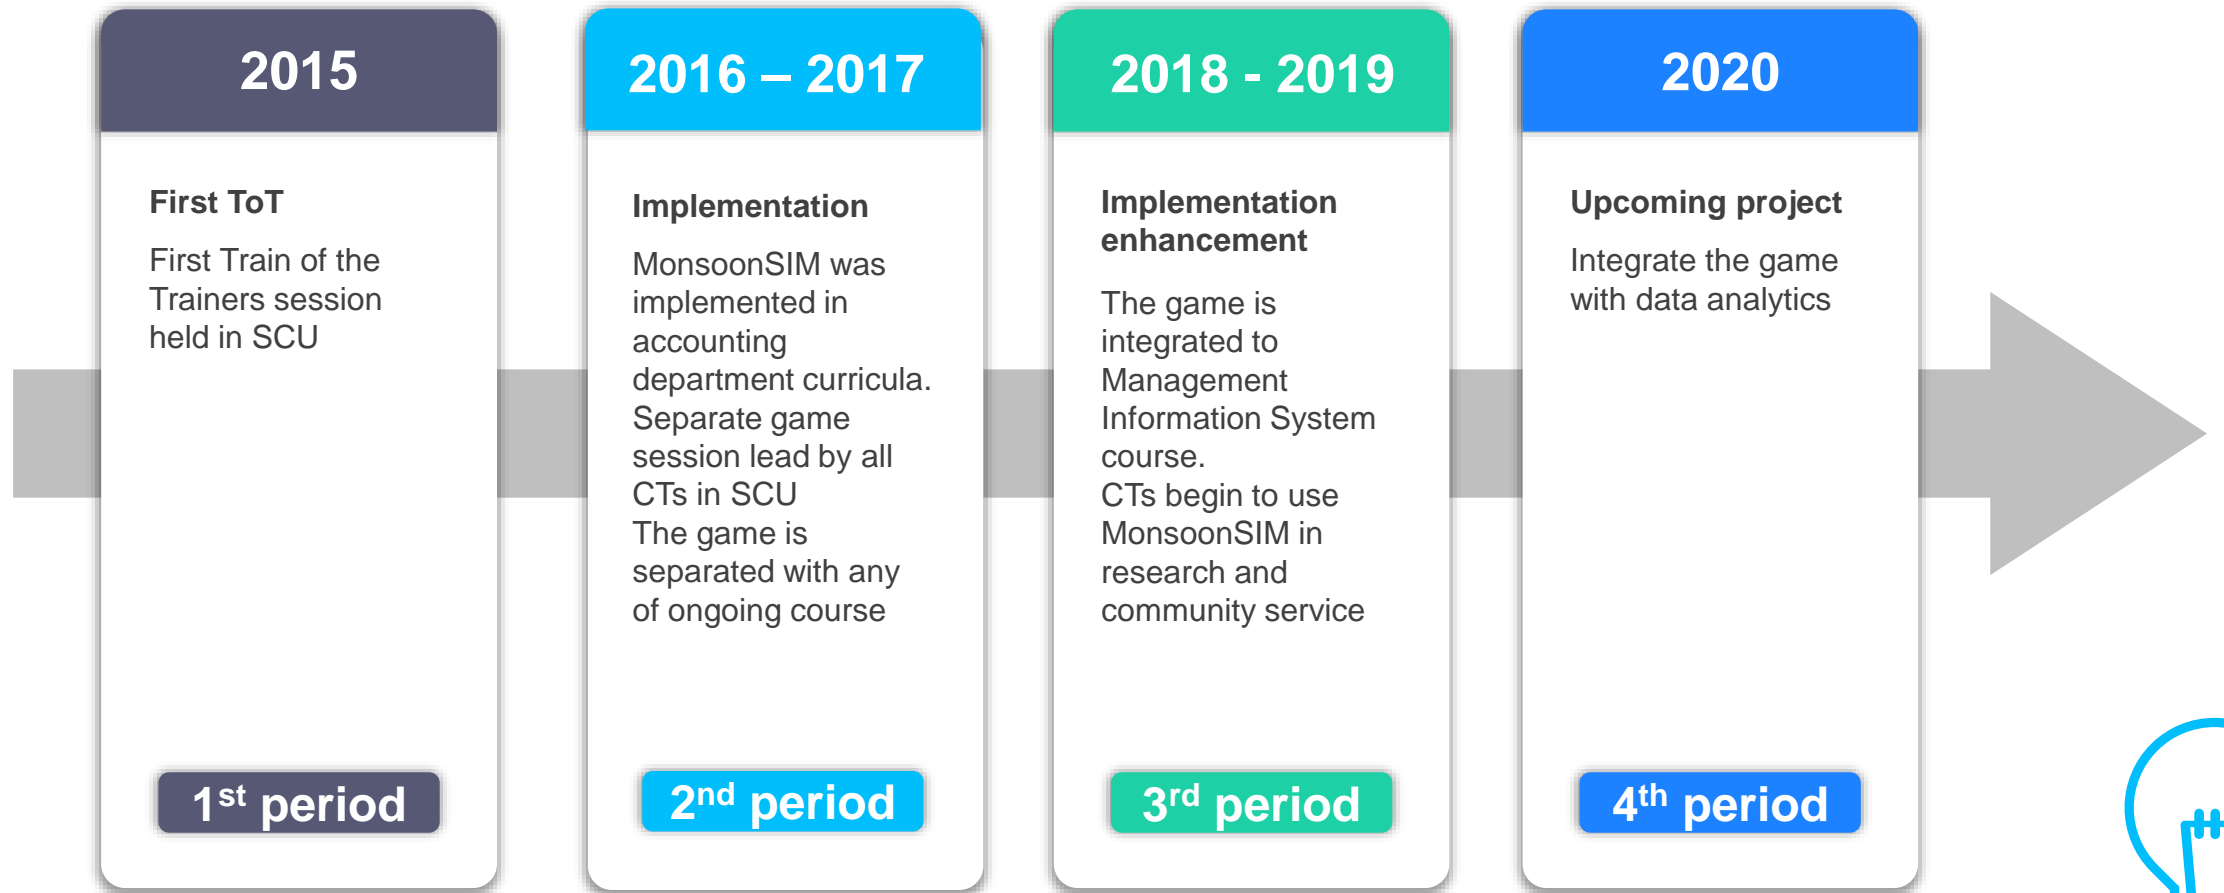 2015
First ToT
First Train of the
Trainers session
held in SCU
1st period
2016 – 2017
Implementation
MonsoonSIM was
implemented in
accounting
department curricula.
Separate game
session lead by all
CTs in SCU
The game is
separated with any
of ongoing course
2nd period
2018 - 2019
Implementation
enhancement
The game is
integrated to
Management
Information System
course.
CTs begin to use
MonsoonSIM in
research and
community service
3rd period
2020
Upcoming project
Integrate the game
with data analytics
4th period